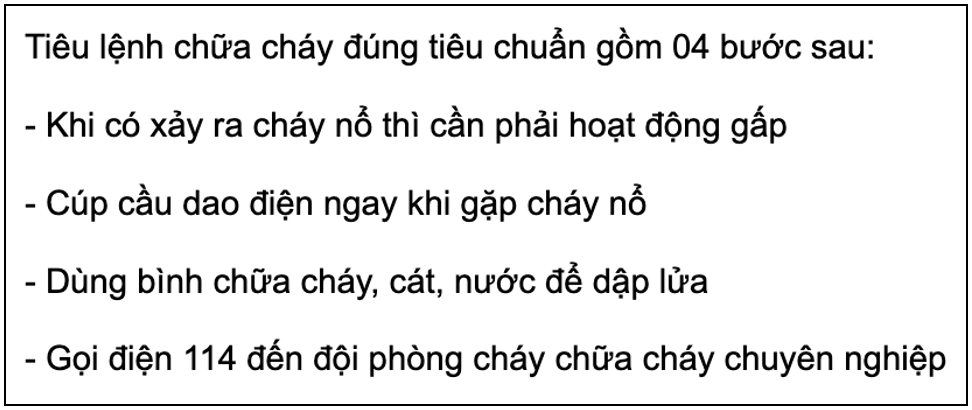 Tiêu lệnh chữa cháy đúng tiêu chuẩn gồm 04 bước sau:
- Khi có xảy ra cháy nổ thì cần phải hoạt động gấp
- Cúp cầu dao điện ngay khi gặp cháy nổ
- Dùng bình chữa cháy, cát, nước để dập lửa
- Gọi điện 114 đến đội phòng cháy chữa cháy chuyên nghiệp